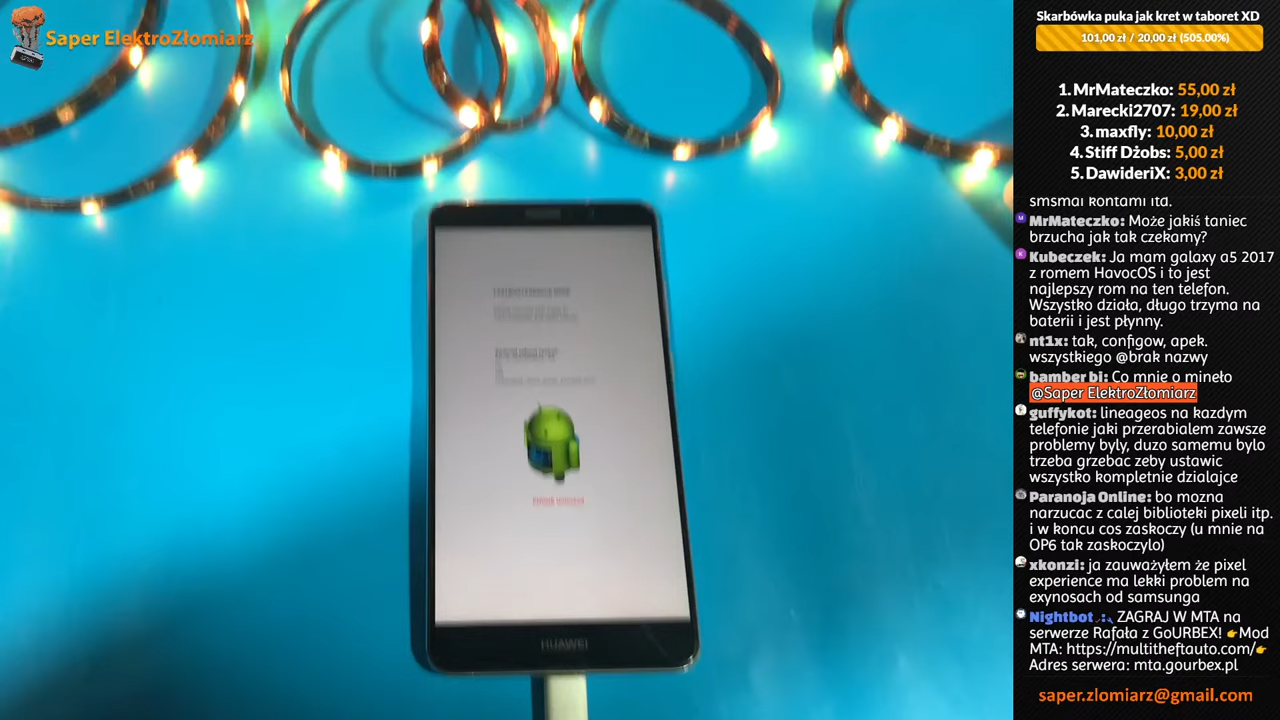 Saper ElektroZłomiarz
HUAWEI
Skarbówka puka jak kret w taboret XD
101,00 zł / 20,00 zł (505.00%)
1. MrMateczko: 55,00 zł
2. Marecki2707: 19,00 zł
3. maxfly: 10,00 zł
4. Stiff Dżobs: 5,00 zł
5. DawideriX: 3,00 zł
smsmai kontami itd.
MrMateczko: Może jakiś taniec
brzucha jak tak czekamy?
Kubeczek: Ja mam galaxy a5 2017
z romem HavocOS i to jest
najlepszy rom na ten telefon.
Wszystko działa, długo trzyma na
baterii i jest płynny.
nt1x: tak, configow, apek.
wszystkiego @brak nazwy
bamber bi: Co mnie o mineło
@Saper ElektroZłomiarz
guffykot: lineageos na kazdym
telefonie jaki przerabialem zawsze
problemy byly, duzo samemu bylo
trzeba grzebac zeby ustawic
wszystko kompletnie dzialajce
Paranoja Online: bo mozna
narzucac z calej biblioteki pixeli itp.
i w koncu cos zaskoczy (u mnie na
OP6 tak zaskoczylo)
xkonzi: ja zauważyłem że pixel
experience ma lekki problem na
exynosach od samsunga
Nightbot: ZAGRAJ W MTA na
serwerze Rafała z GoURBEX! 👉Mod
MTA: https://multitheftauto.com/👉
Adres serwera: mta.gourbex.pl
saper.zlomiarz@gmail.com